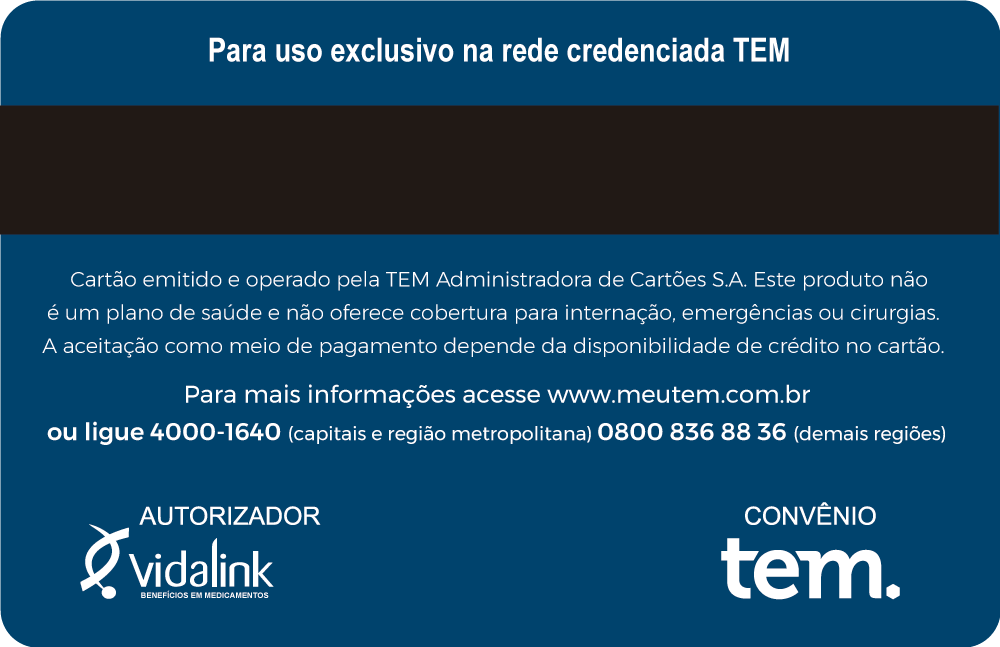 Para uso exclusivo na rede credenciada TEM
Cartão emitido e operado pela TEM Administradora de Cartões S.A. Este produto não
é um plano de saúde e não oferece cobertura para internação, emergências ou cirurgias.
A aceitação como meio de pagamento depende da disponibilidade de crédito no cartão.
Para mais informações acesse www.meutem.com.br
ou ligue 4000-1640 (capitais e região metropolitana) 0800 836 88 36 (demais regiões)
AUTORIZADOR
vidalink
BENEFÍCIOS EM MEDICAMENTOS
CONVÊNIO
tem.